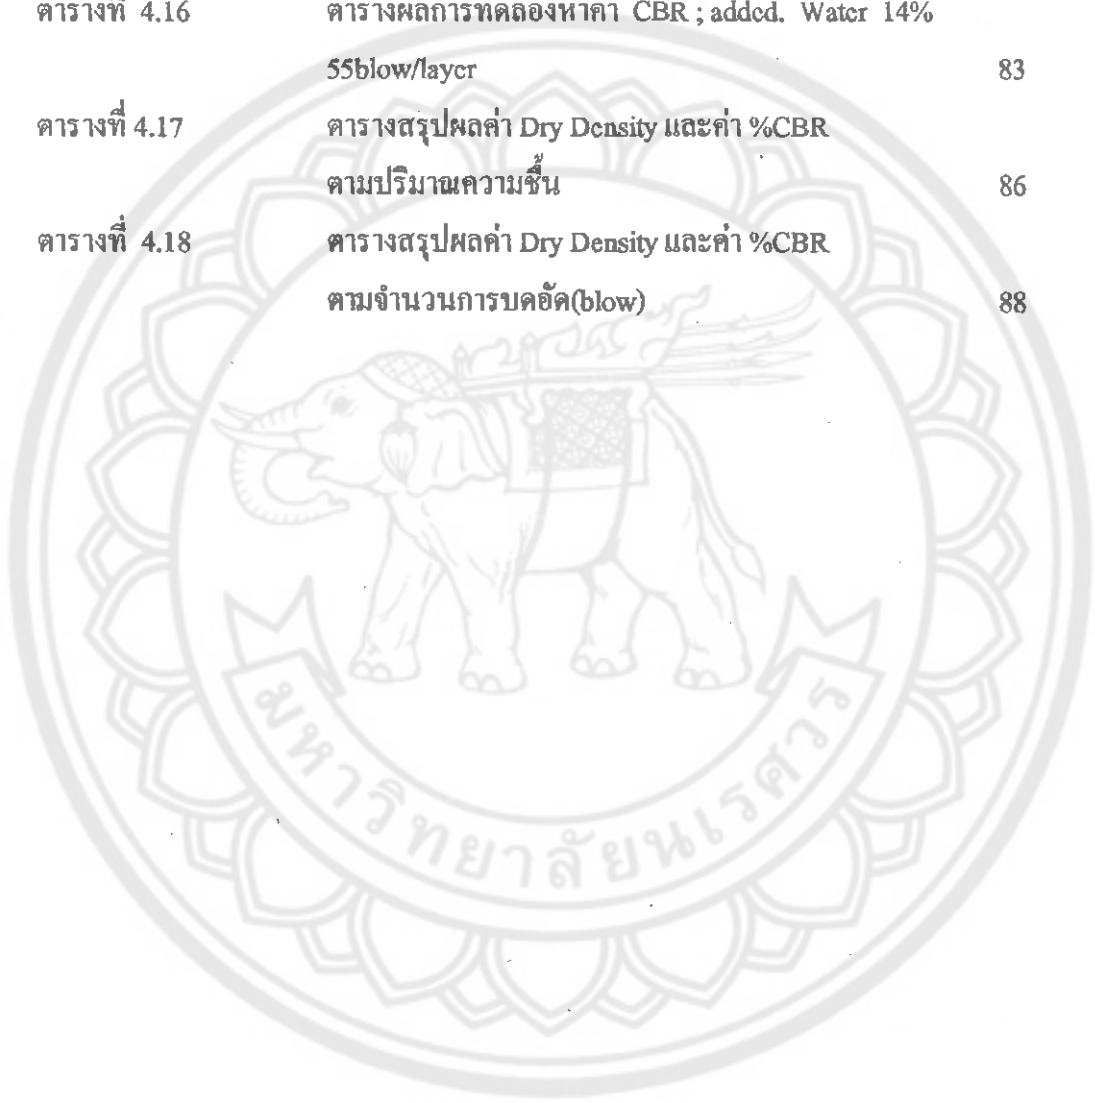 ตารางที่ 4.16 ตารางผลการทดลองหาค่า CBR ; added. Water 14%
55blow/layer 83
ตารางที่ 4.17 ตารางสรุปผลค่า Dry Density และค่า %CBR
ตามปริมาณความชื้น 86
ตารางที่ 4.18 ตารางสรุปผลค่า Dry Density และค่า %CBR
ตามจำนวนการบดอัด(blow) 88
มหาวิทยาลัยนเรศวร